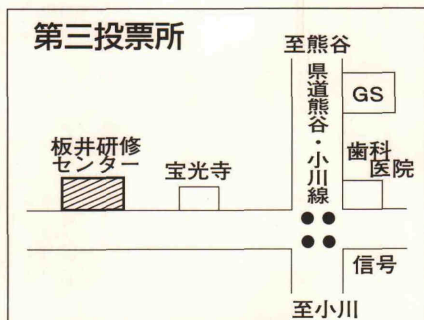 第三投票所
至熊谷
県道熊谷・小川線
GS
歯科
医院
板井研修
センター
宝光寺
信号
至小川